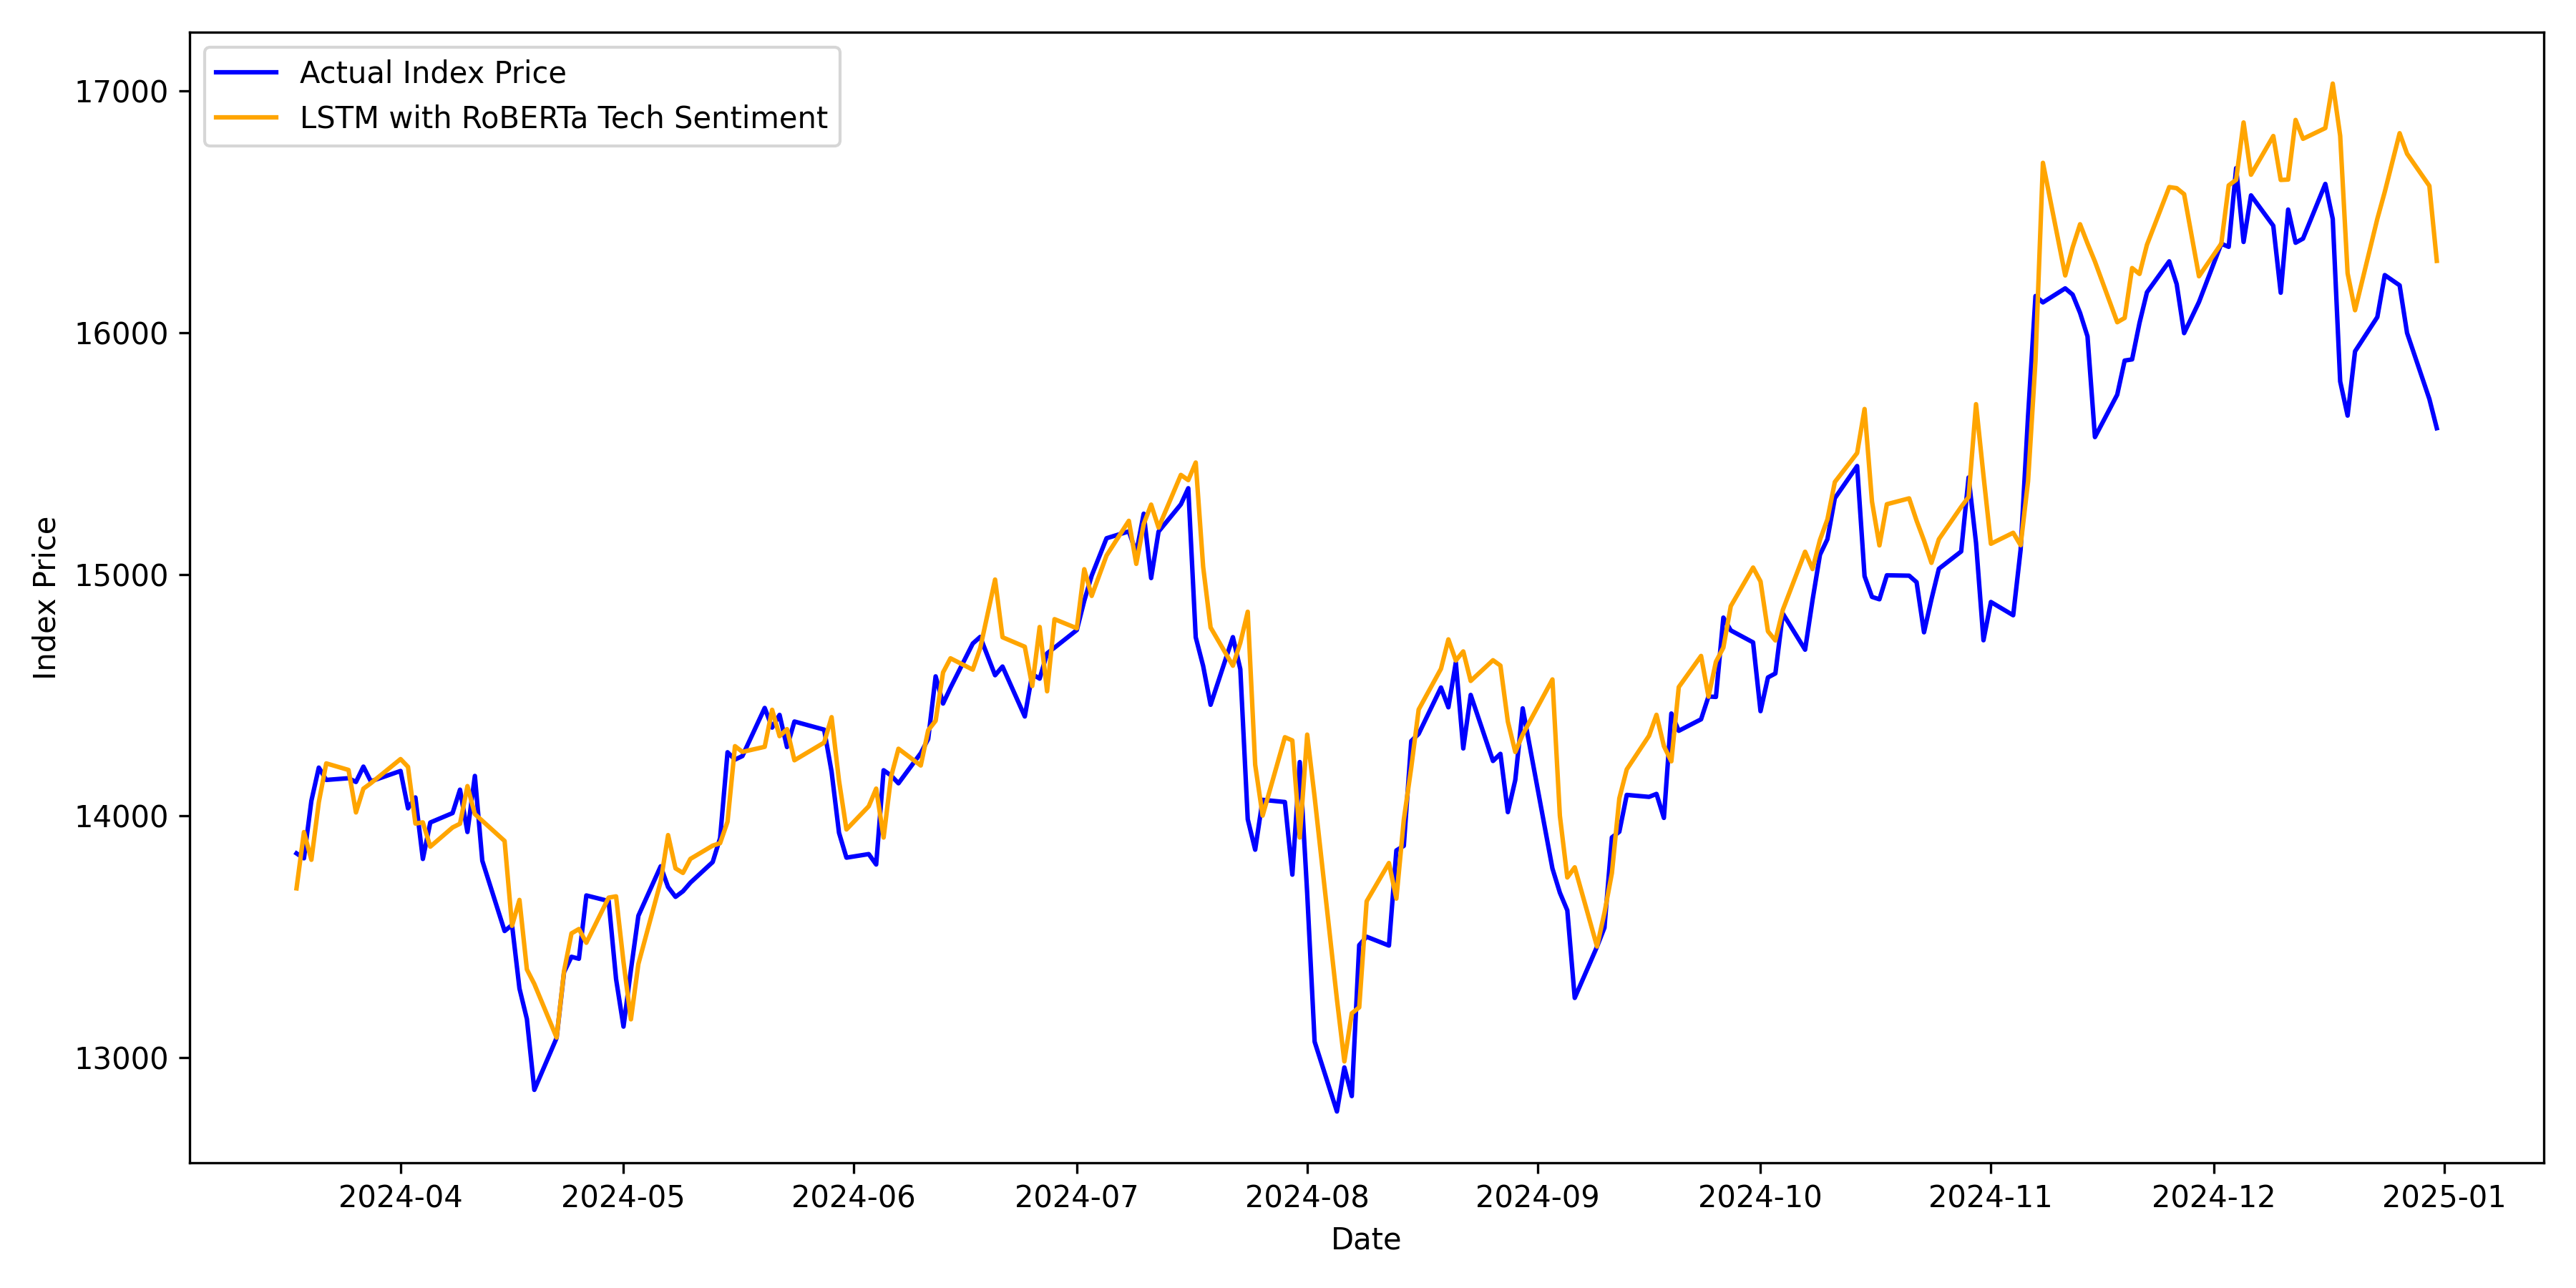 Actual Index Price
LSTM with RoBERTa Tech Sentiment
17000
16000
15000
14000
13000
Index Price
2024-04 2024-05 2024-06 2024-07 2024-08 2024-09 2024-10 2024-11 2024-12 2025-01
Date